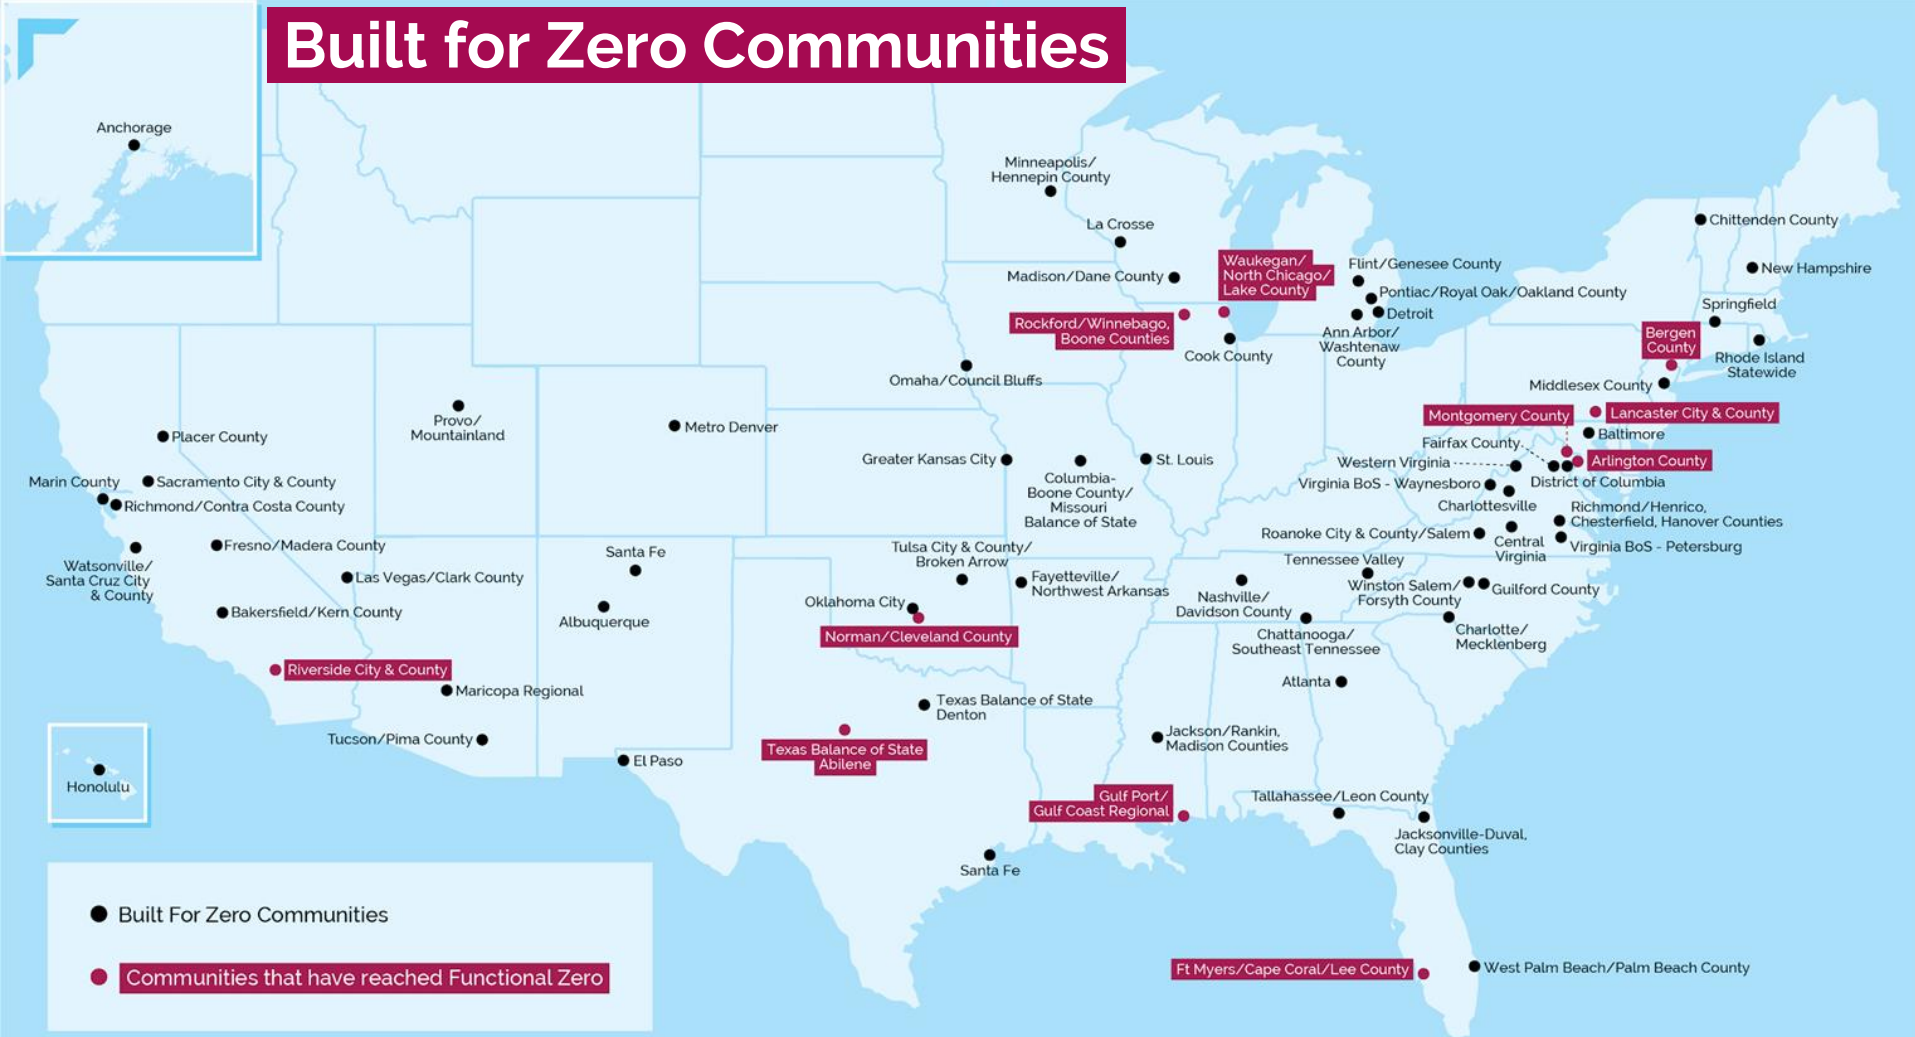 Built for Zero Communities
Anchorage
Minneapolis/
Hennepin County
La Crosse
Madison/Dane County
Waukegan/
North Chicago/
Lake County
Rockford/Winnebago,
Boone Counties
Cook County
Flint/Genesee County
Pontiac/Royal Oak/Oakland County
Detroit
Ann Arbor/
Washtenaw
County
Chittenden County
New Hampshire
Springfield
Bergen
County
Rhode Island
Statewide
Middlesex County
Omaha/Council Bluffs
Provo/
Mountainland
Metro Denver
Placer County
Montgomery County
Lancaster City & County
Fairfax County
Baltimore
Western Virginia
Arlington County
Virginia BoS - Waynesboro
District of Columbia
Charlottesville
Greater Kansas City
Columbia-
Boone County/
Missouri
Balance of State
St. Louis
Marin County
Sacramento City & County
Richmond/Contra Costa County
Richmond/Henrico,
Chesterfield, Hanover Counties
Roanoke City & County/Salem
Central
Virginia
Virginia BoS - Petersburg
Fresno/Madera County
Watsonville/
Santa Cruz City
& County
Las Vegas/Clark County
Bakersfield/Kern County
Santa Fe
Albuquerque
Tulsa City & County/
Broken Arrow
Fayetteville/
Northwest Arkansas
Oklahoma City
Norman/Cleveland County
Tennessee Valley
Nashville/
Davidson County
Winston Salem/
Forsyth County
Guilford County
Chattanooga/
Southeast Tennessee
Charlotte/
Mecklenberg
Riverside City & County
Maricopa Regional
Atlanta
Tucson/Pima County
Texas Balance of State
Denton
Texas Balance of State
Abilene
El Paso
Jackson/Rankin,
Madison Counties
Honolulu
Gulf Port/
Gulf Coast Regional
Tallahassee/Leon County
Jacksonville-Duval,
Clay Counties
Santa Fe
Built For Zero Communities
Communities that have reached Functional Zero
Ft Myers/Cape Coral/Lee County
West Palm Beach/Palm Beach County